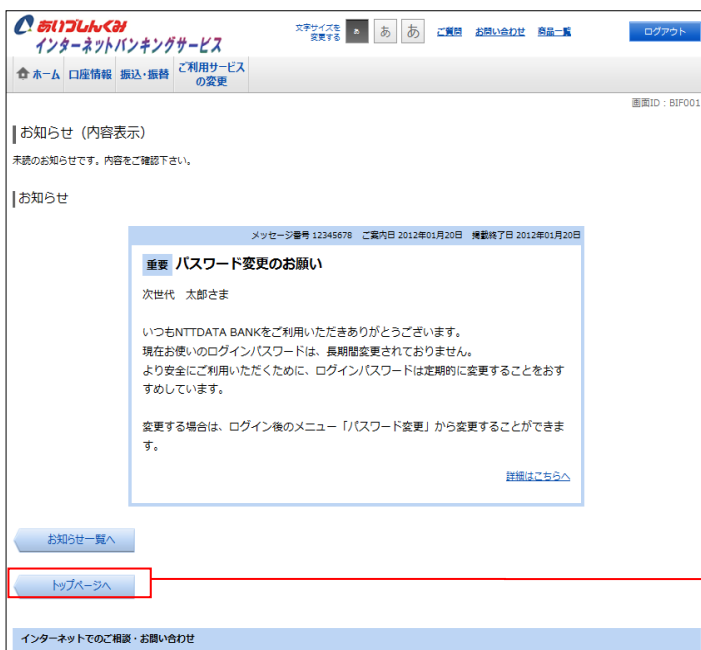 あいづしんくみ
インターネットバンキングサービス
文字サイズを
変更する
あ あ あ
ご質問 お問い合わせ 商品一覧
ログアウト
ホーム 口座情報 振込・振替 ご利用サービス
の変更
画面ID：BIF001
お知らせ（内容表示）
未読のお知らせです。内容をご確認下さい。
お知らせ
メッセージ番号 12345678 ご案内日 2012年01月20日 掲載終了日 2012年01月20日
重要 パスワード変更のお願い
次世代 太郎さま
いつもNTTDATA BANKをご利用いただきありがとうございます。
現在お使いのログインパスワードは、長期間変更されておりません。
より安全にご利用いただくために、ログインパスワードは定期的に変更することをおす
すめしています。
変更する場合は、ログイン後のメニュー「パスワード変更」から変更することができま
す。
詳細はこちらへ
お知らせ一覧へ
トップページへ
インターネットでのご相談・お問い合わせ